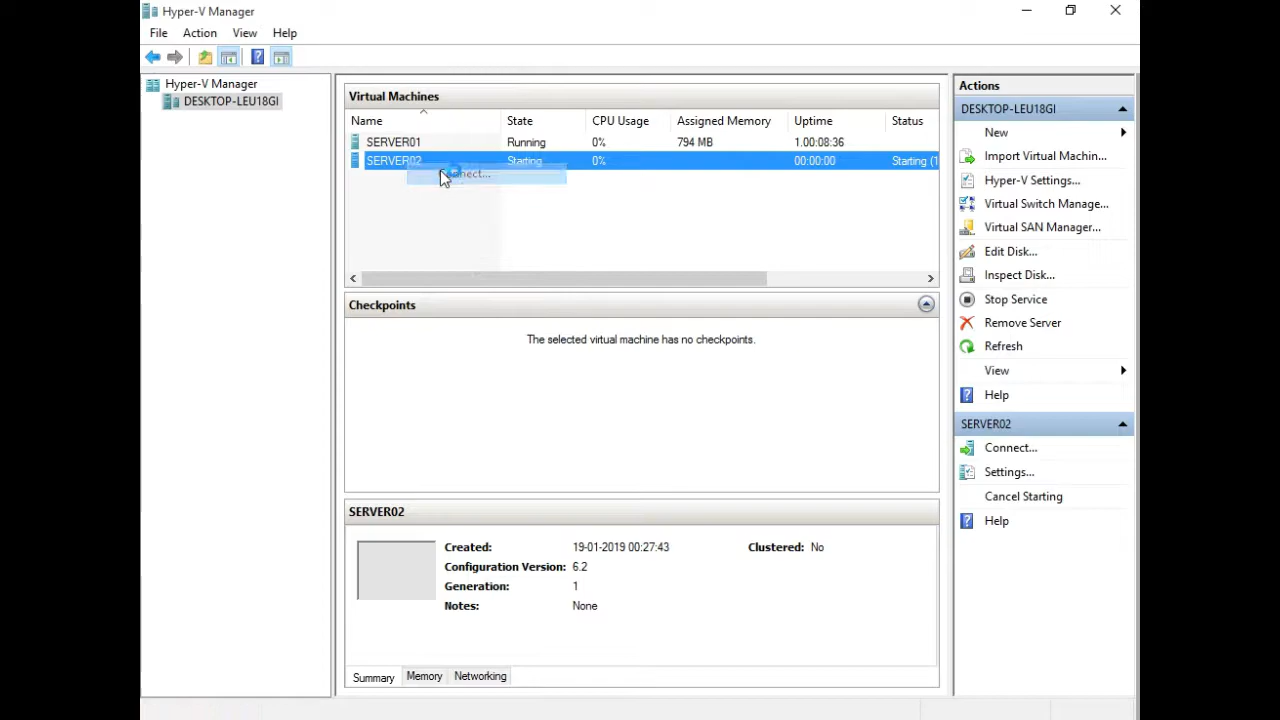 Hyper-V Manager
File Action View Help
Hyper-V Manager
DESKTOP-LEU18GI
Virtual Machines
Name State CPU Usage Assigned Memory Uptime Status
SERVER01 Running 0% 794 MB 1.00:08:36
SERVER02 Starting 0% 00:00:00 Starting (1
Checkpoints
The selected virtual machine has no checkpoints.
SERVER02
Created: 19-01-2019 00:27:43 Clustered: No
Configuration Version: 6.2
Generation: 1
Notes: None
Summary Memory Networking
Actions
DESKTOP-LEU18GI
New
Import Virtual Machin...
Hyper-V Settings...
Virtual Switch Manage...
Virtual SAN Manager...
Edit Disk...
Inspect Disk...
Stop Service
Remove Server
Refresh
View
Help
SERVER02
Connect...
Settings...
Cancel Starting
Help